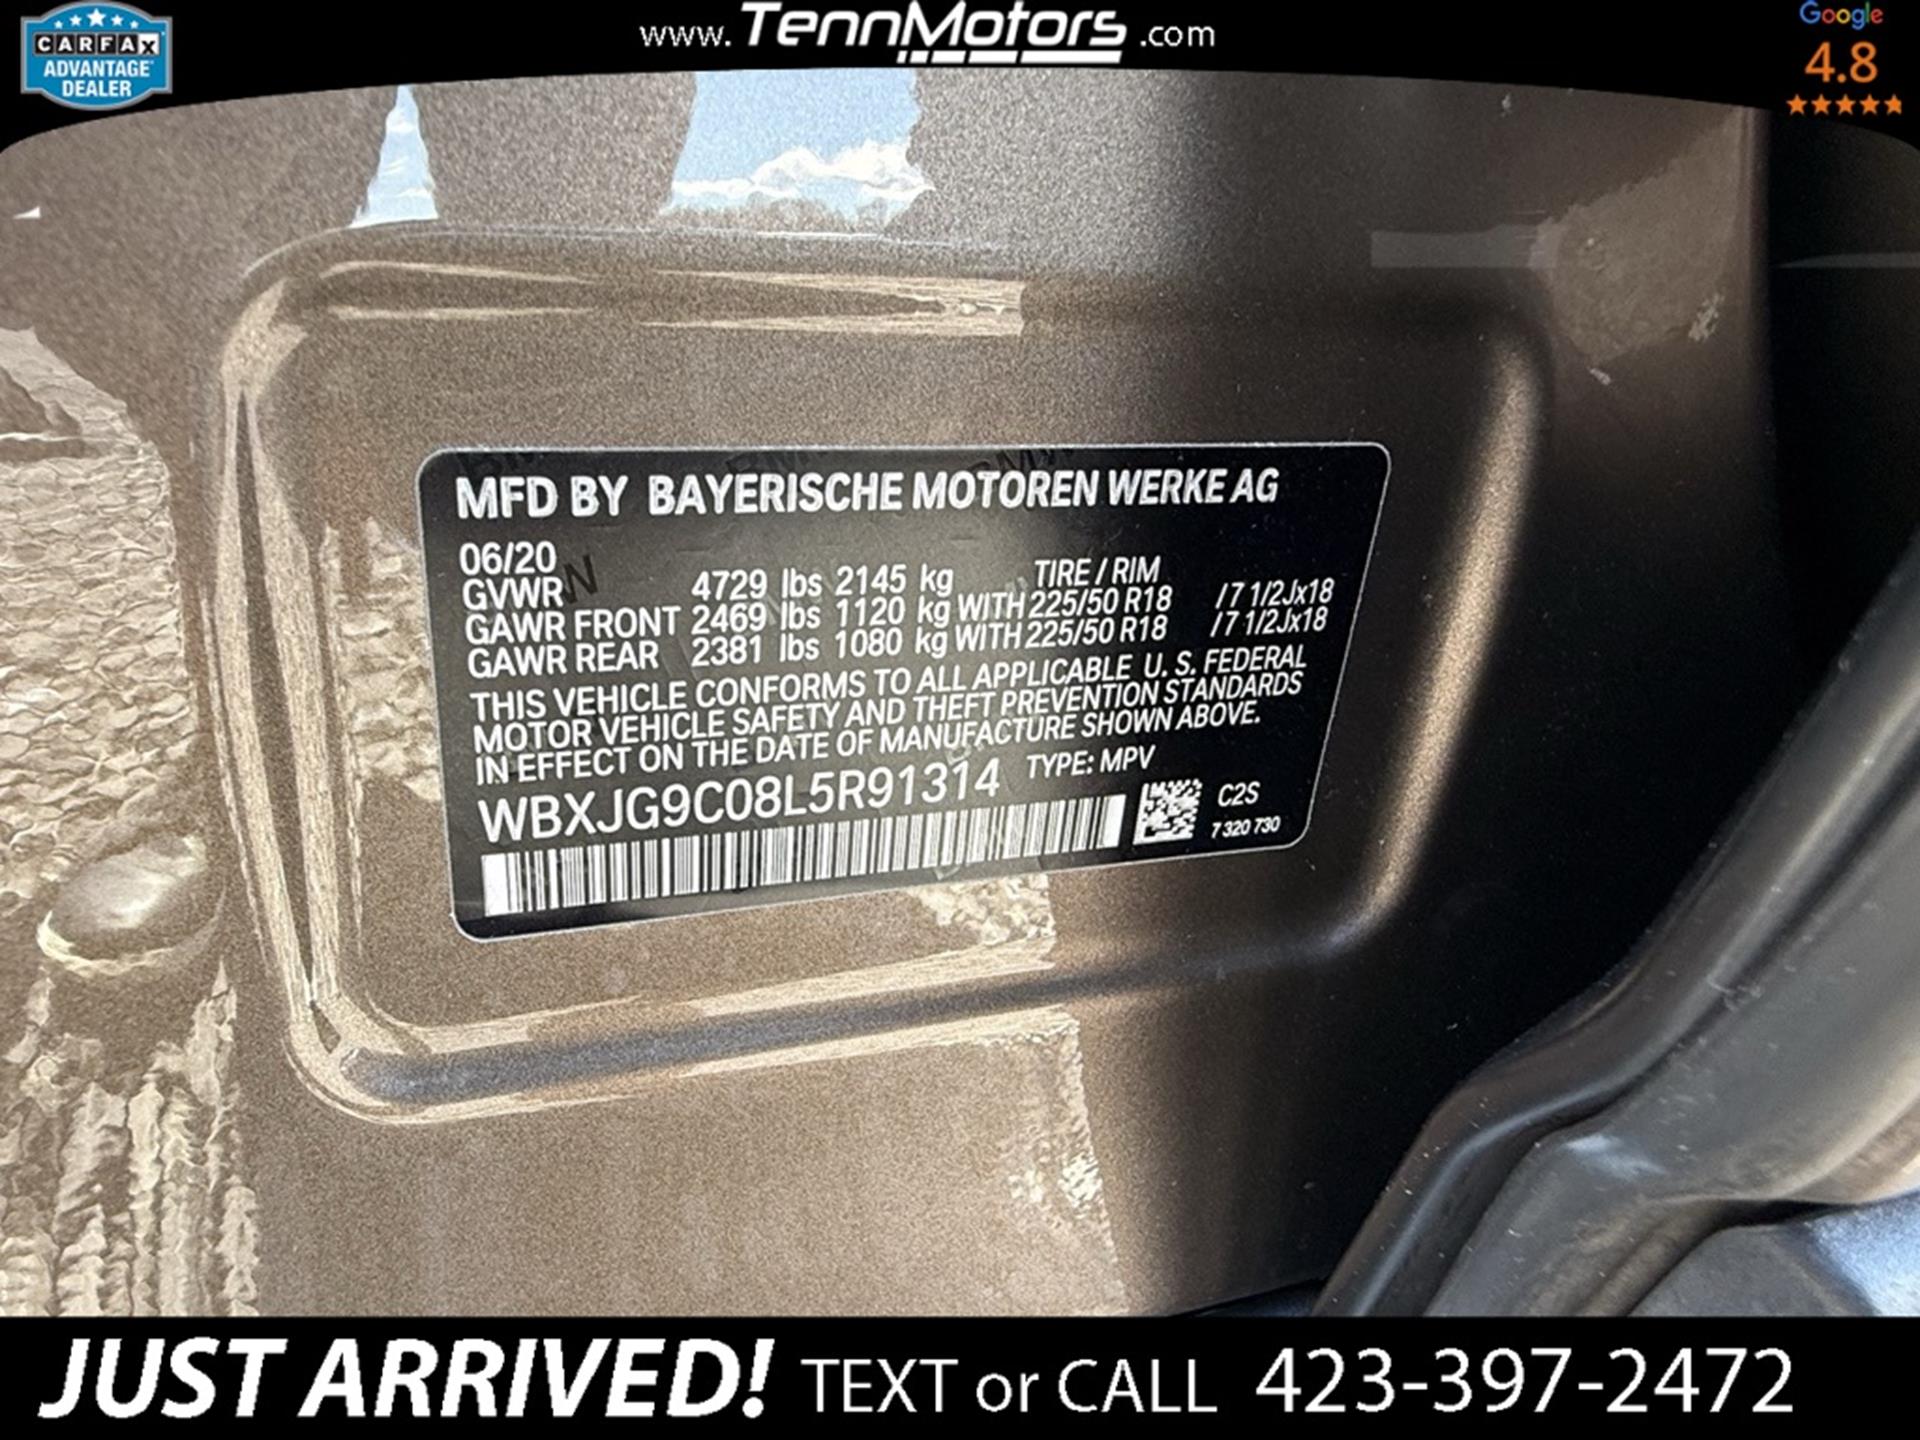 CARFAX
ADVANTAGE
DEALER
www.TennMotors.com
Google
4.8
MFD BY BAYERISCHE MOTOREN WERKE AG
06/20
GVWR 4729 lbs 2145 kg TIRE / RIM
GAWR FRONT 2469 lbs 1120 kg WITH 225/50 R18 / 7 1/2Jx18
GAWR REAR 2381 lbs 1080 kg WITH 225/50 R18 / 7 1/2Jx18
THIS VEHICLE CONFORMS TO ALL APPLICABLE U. S. FEDERAL
MOTOR VEHICLE SAFETY AND THEFT PREVENTION STANDARDS
IN EFFECT ON THE DATE OF MANUFACTURE SHOWN ABOVE.
WBXJG9C08L5R91314 TYPE: MPV
C2S
7 320 730
JUST ARRIVED! TEXT or CALL 423-397-2472